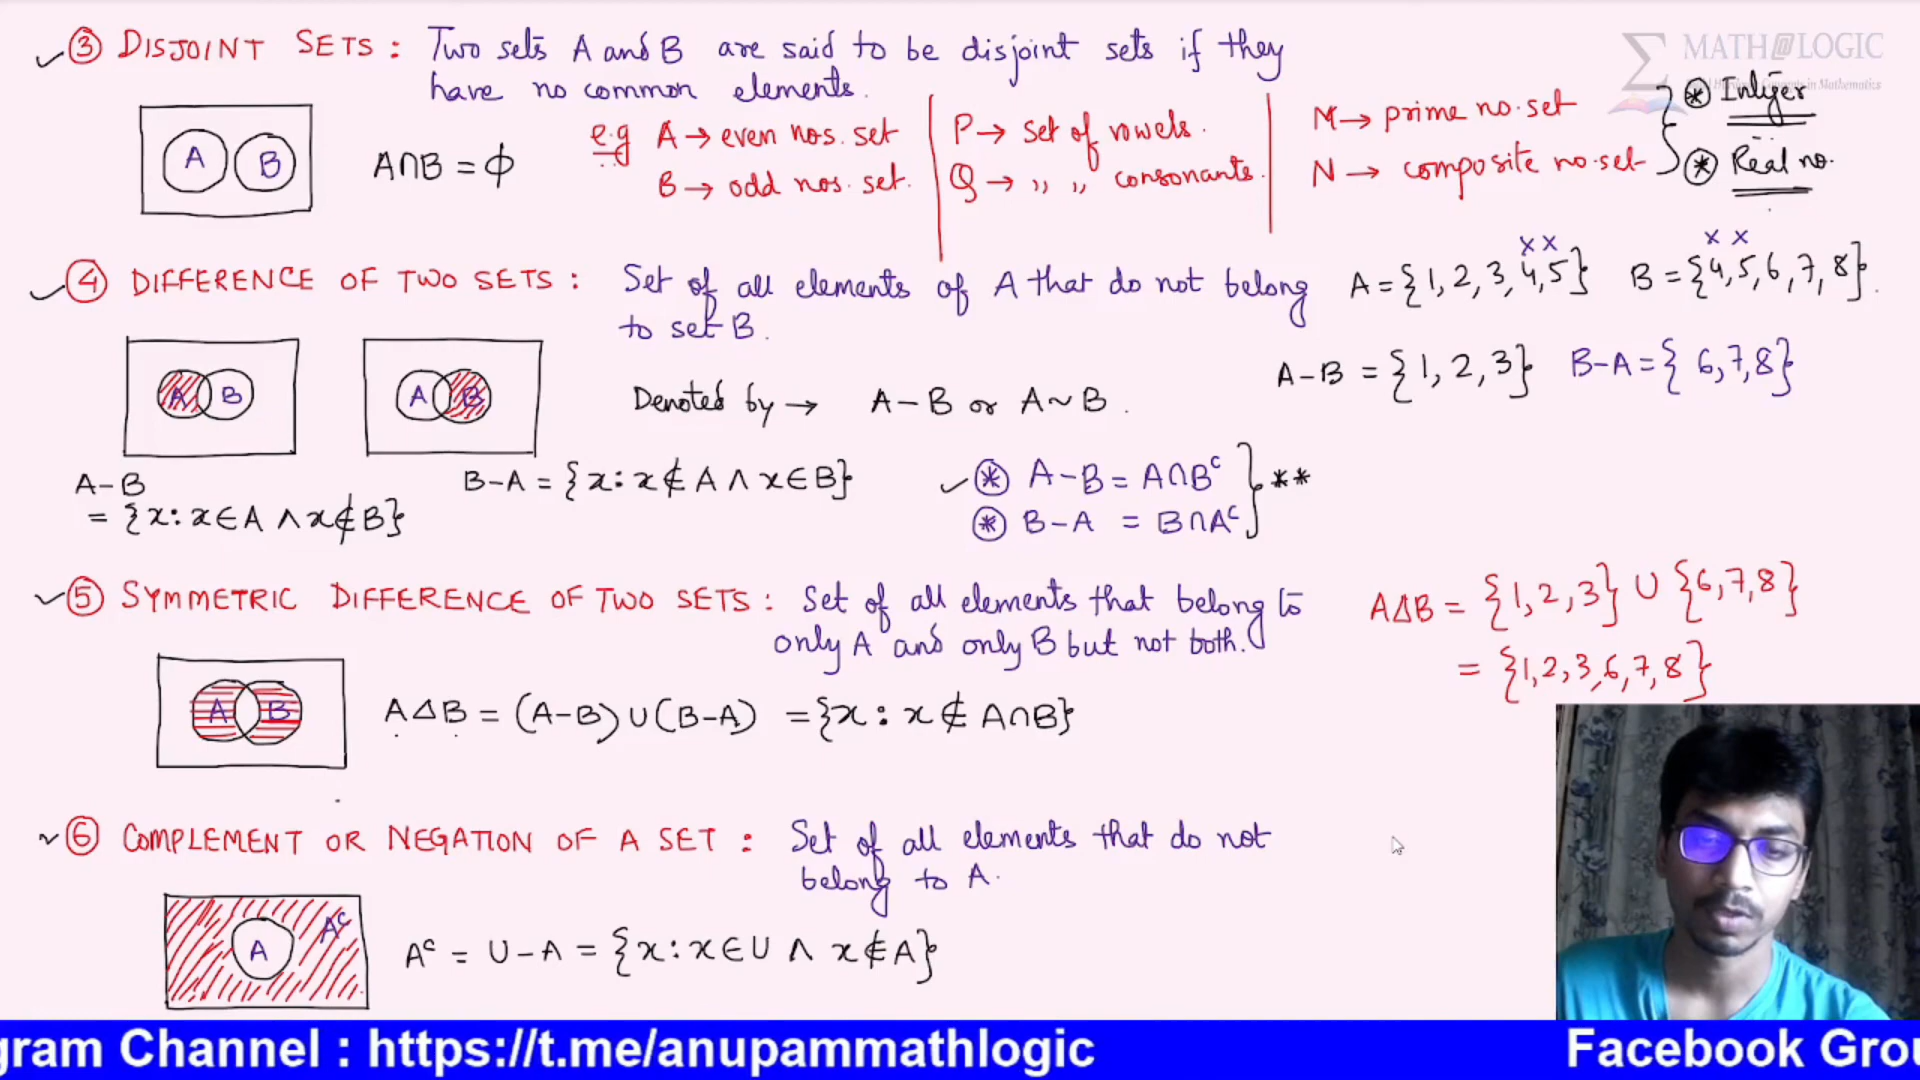 ③ DISJOINT SETS : Two sets A and B are said to be disjoint sets if they
have no common elements.
MATH@LOGIC
A B
A∩B = ϕ
e.g A → even nos. set
B → odd nos. set.
P → set of vowels.
Q → ,, ,, consonants.
M → prime no. set
N → composite no. set
* Integer
* Real no.
④ DIFFERENCE OF TWO SETS : Set of all elements of A that do not belong
to set B.
x x
A = {1, 2, 3, 4, 5}
x x
B = {4, 5, 6, 7, 8}.
A B
A B
Denoted by → A - B or A ~ B.
A-B = {1, 2, 3}
B-A = { 6, 7, 8}
A-B
= {x : x ∈ A ∧ x ∉ B}
B-A = {x : x ∉ A ∧ x ∈ B}
* A-B = A∩Bᶜ
* B-A = B∩Aᶜ
**
⑤ SYMMETRIC DIFFERENCE OF TWO SETS : Set of all elements that belong to
only A and only B but not both.
A B
A Δ B = (A-B) ∪ (B-A) = {x : x ∉ A∩B}
AΔB = {1, 2, 3} ∪ {6, 7, 8}
= {1, 2, 3, 6, 7, 8}
⑥ COMPLEMENT OR NEGATION OF A SET : Set of all elements that do not
belong to A.
A Aᶜ
Aᶜ = U - A = {x : x ∈ U ∧ x ∉ A}
gram Channel : https://t.me/anupammathlogic
Facebook Grou